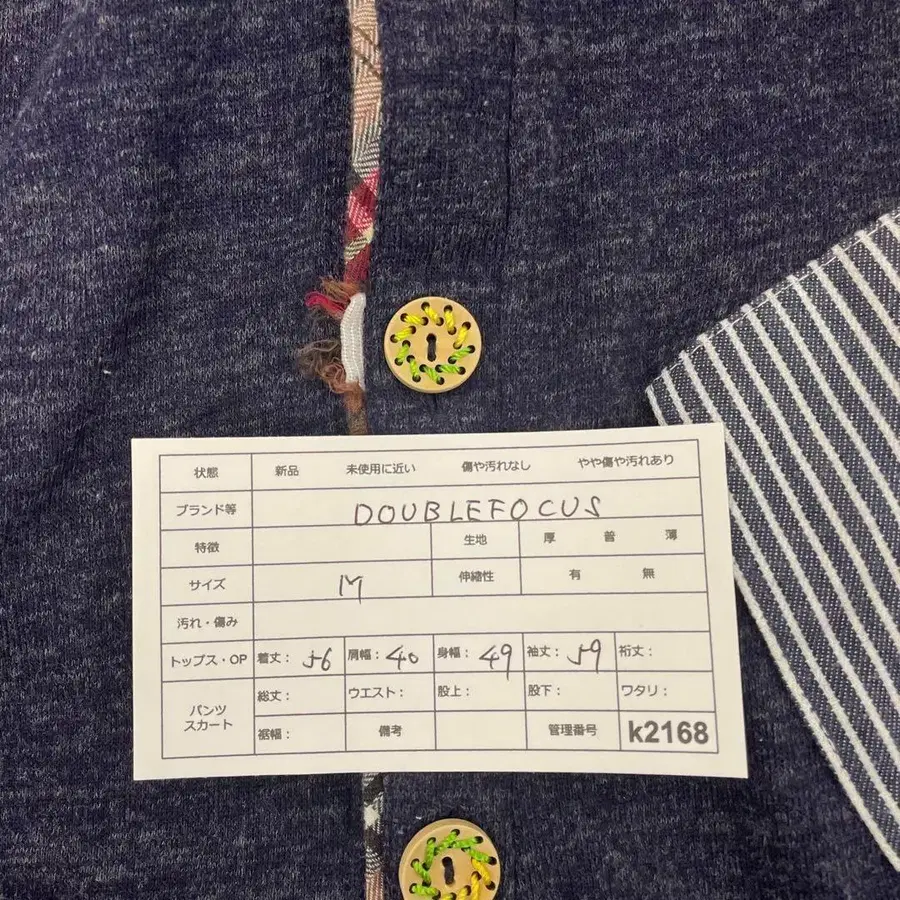 状態 新品 未使用に近い 傷や汚れなし やや傷や汚れあり
ブランド等 DOUBLEFOCUS
特徴 生地 厚 普 薄
サイズ M 伸縮性 有 無
汚れ・傷み
トップス・OP 着丈: 56 肩幅: 40 身幅: 49 袖丈: 59 裄丈:
パンツ スカート 総丈: ウエスト: 股上: 股下: ワタリ:
裾幅: 備考 管理番号 k2168